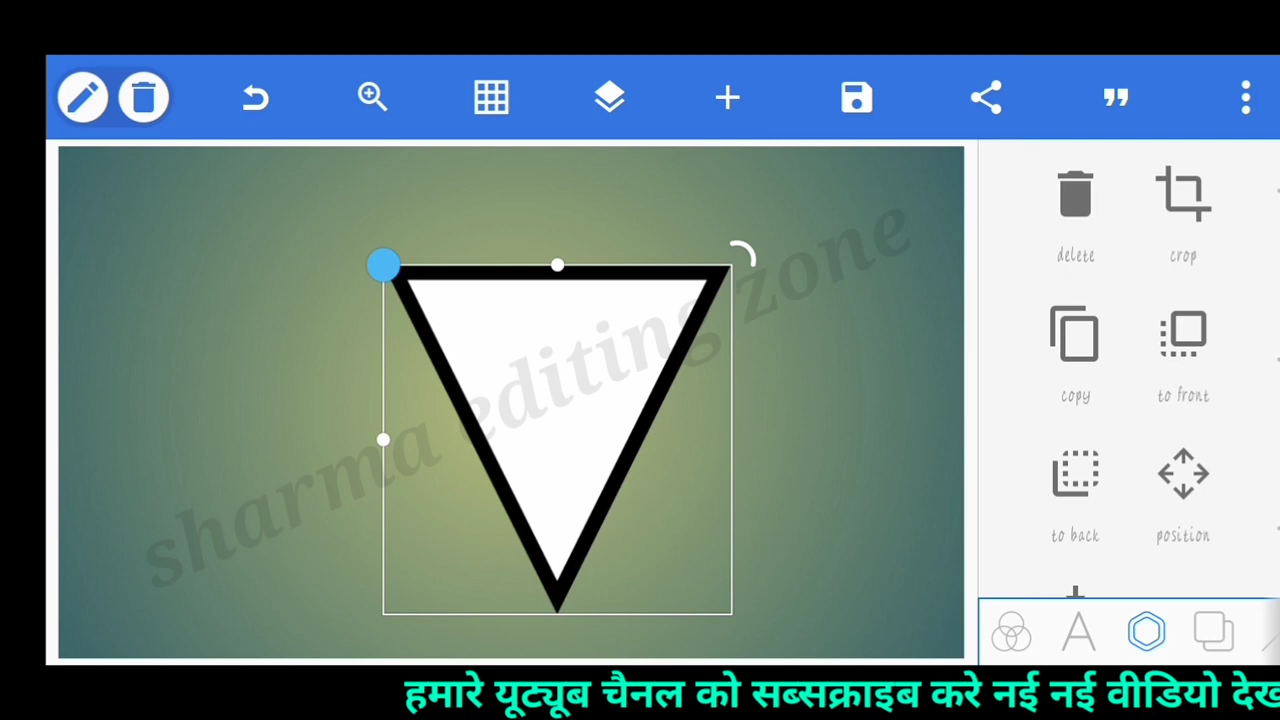 sharma editing zone
delete crop
copy to front
to back position
हमारे यूट्यूब चैनल को सब्सक्राइब करे नई नई वीडियो